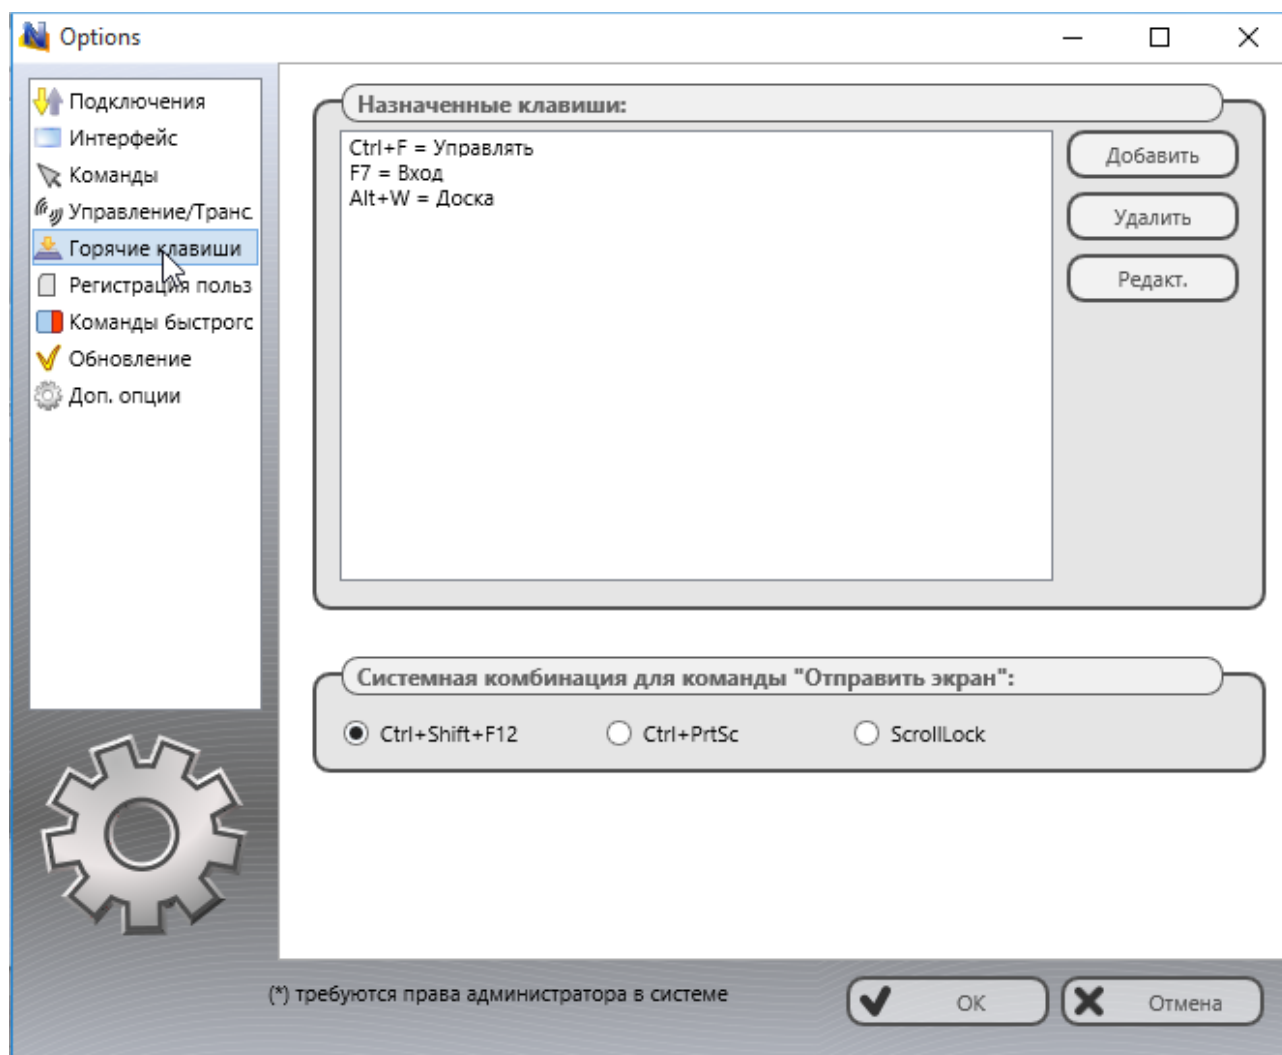 Options
Подключения
Интерфейс
Команды
Управление/Транс
Горячие клавиши
Регистрация польз
Команды быстрого
Обновление
Доп. опции
Назначенные клавиши:
Ctrl+F = Управлять
F7 = Вход
Alt+W = Доска
Добавить
Удалить
Редакт.
Системная комбинация для команды "Отправить экран":
Ctrl+Shift+F12
Ctrl+PrtSc
ScrollLock
(*) требуются права администратора в системе
OK
Отмена